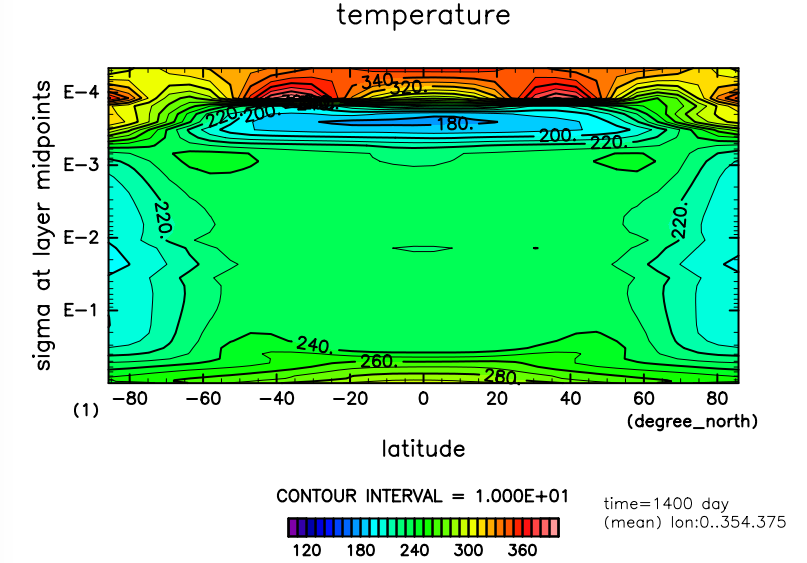 temperature
sigma at layer midpoints
E-4
E-3
E-2
E-1
340.
320.
220.
200.
180.
200.
220.
220.
220.
240.
260.
280.
(1)
-80 -60 -40 -20 0 20 40 60 80
(degree_north)
latitude
CONTOUR INTERVAL = 1.000E+01
120 180 240 300 360
time=1400 day
(mean) lon:0..354.375